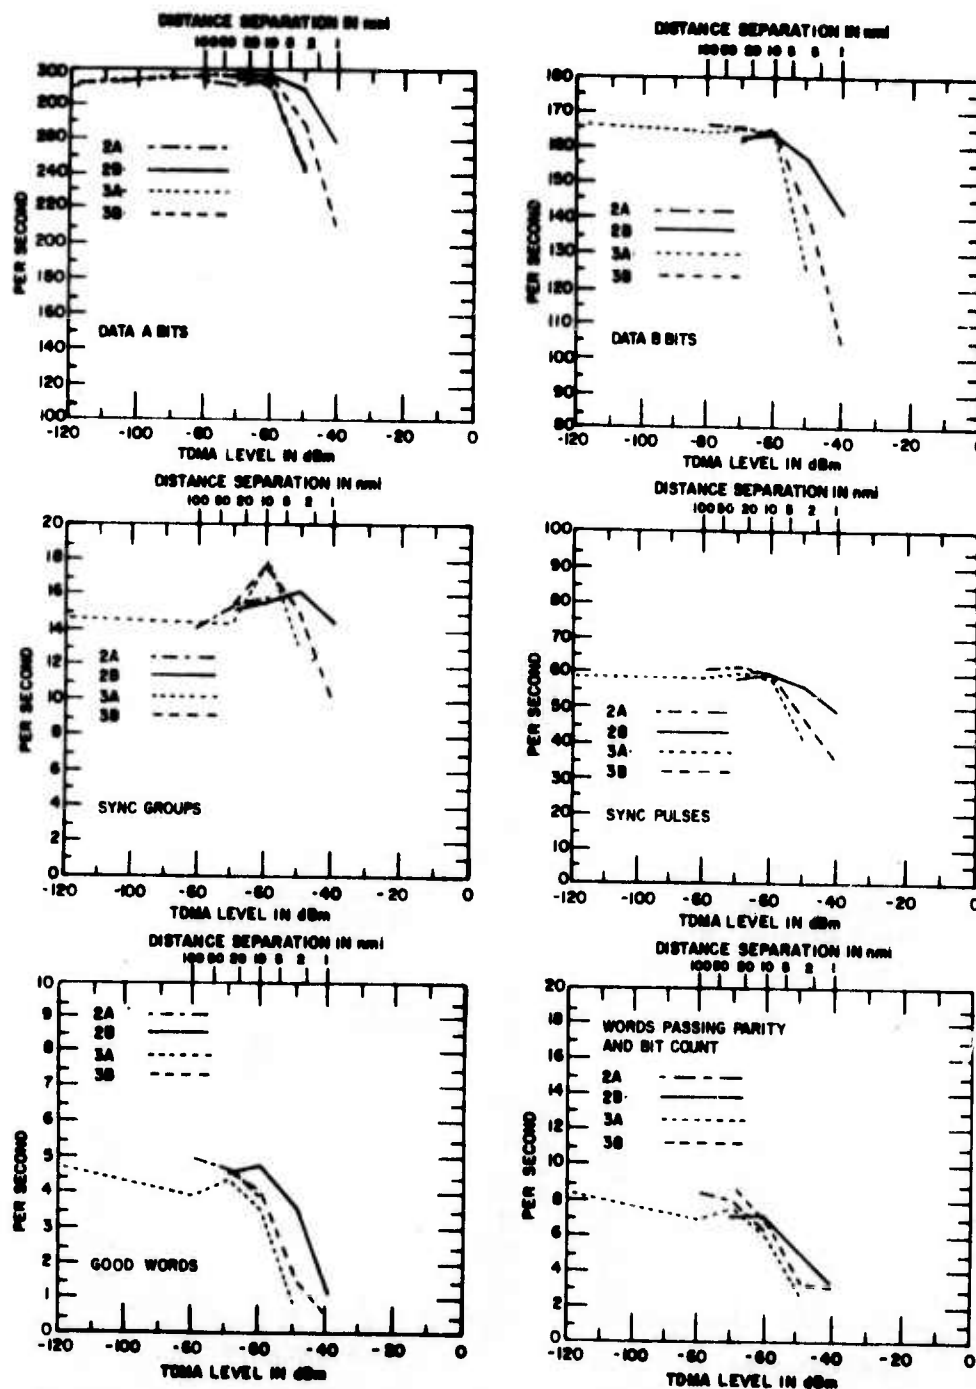 DISTANCE SEPARATION IN nmi
100 50 20 10 5 2 1
300
260
240
220
200
180
160
140
120
100
PER SECOND
2A
2B
3A
3B
DATA A BITS
-120 -100 -80 -60 -40 -20 0
TDMA LEVEL IN dBm
DISTANCE SEPARATION IN nmi
100 50 20 10 5 1
180
170
160
150
140
130
120
110
100
90
80
PER SECOND
2A
2B
3A
3B
DATA B BITS
-120 -100 -80 -60 -40 -20 0
TDMA LEVEL IN dBm
DISTANCE SEPARATION IN nmi
100 50 20 10 5 2 1
20
18
16
14
12
10
8
6
4
2
0
PER SECOND
2A
2B
3A
3B
SYNC GROUPS
-120 -100 -80 -60 -40 -20 0
TDMA LEVEL IN dBm
DISTANCE SEPARATION IN nmi
100 50 20 10 5 2 1
100
90
80
70
60
50
40
30
20
10
0
PER SECOND
2A
2B
3A
3B
SYNC PULSES
-120 -100 -80 -60 -40 -20 0
TDMA LEVEL IN dBm
DISTANCE SEPARATION IN nmi
100 50 20 10 5 2 1
10
9
8
7
6
5
4
3
2
1
0
PER SECOND
2A
2B
3A
3B
GOOD WORDS
-120 -100 -80 -60 -40 -20 0
TDMA LEVEL IN dBm
DISTANCE SEPARATION IN nmi
100 50 20 10 5 2 1
20
18
16
14
12
10
8
6
4
2
0
PER SECOND
WORDS PASSING PARITY
AND BIT COUNT
2A
2B
3A
3B
-120 -100 -80 -60 -40 -20 0
TDMA LEVEL IN dBm